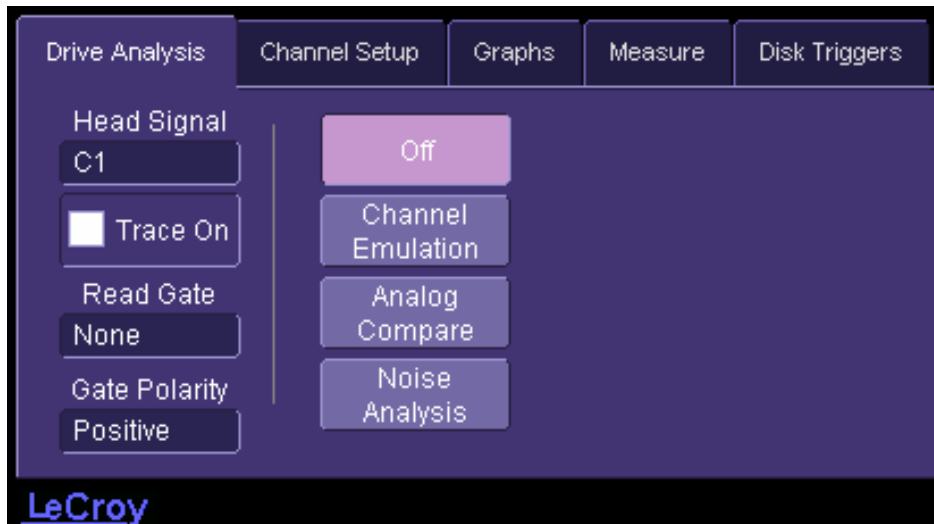 Drive Analysis Channel Setup Graphs Measure Disk Triggers
Head Signal
C1
Trace On
Read Gate
None
Gate Polarity
Positive
Off
Channel
Emulation
Analog
Compare
Noise
Analysis
LeCroy